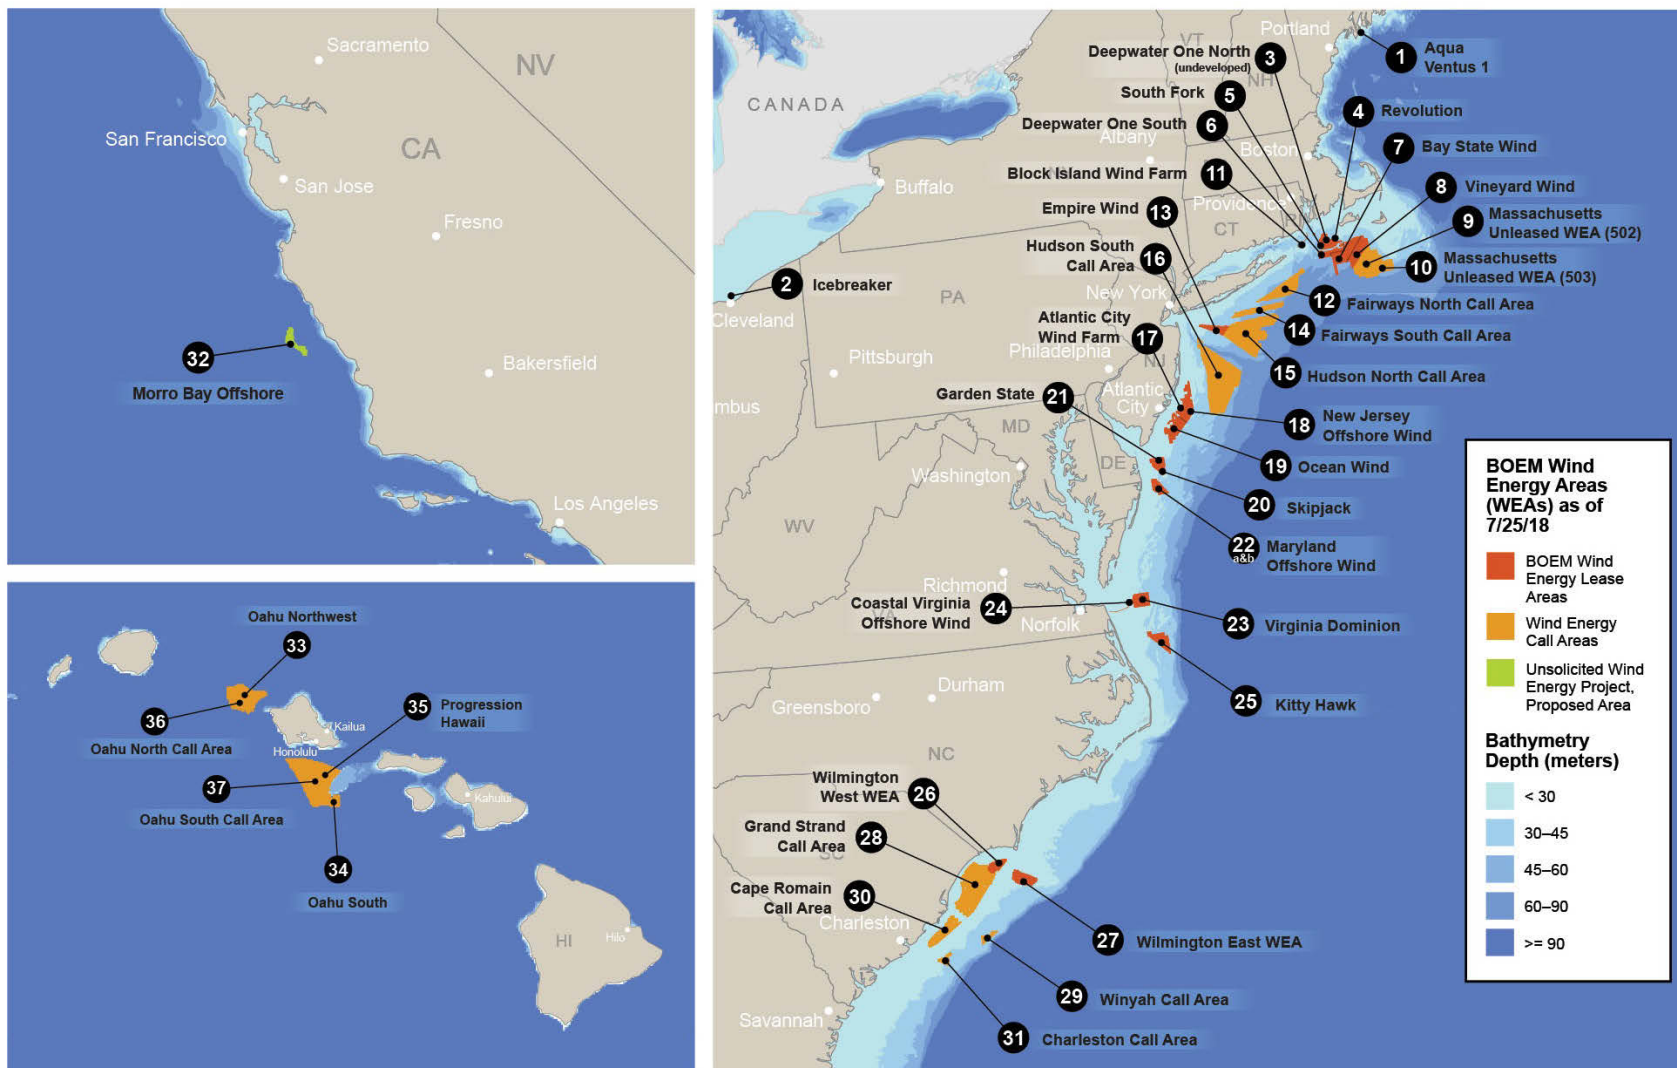 Sacramento
NV
San Francisco
CA
San Jose
Fresno
32
Morro Bay Offshore
Bakersfield
Los Angeles
Oahu Northwest
33
36
Oahu North Call Area
35
Progression
Hawaii
Kailua
Honolulu
37
Oahu South Call Area
Kahului
34
Oahu South
HI
Hilo
CANADA
Portland
VT
NH
1
Aqua
Ventus 1
Deepwater One North
(undeveloped)
3
South Fork
5
4
Revolution
Deepwater One South
6
Albany
Boston
7
Bay State Wind
Buffalo
Block Island Wind Farm
11
8
Vineyard Wind
Providence
CT
RI
Empire Wind
13
9
Massachusetts
Unleased WEA (502)
Hudson South
Call Area
16
10
Massachusetts
Unleased WEA (503)
2
Icebreaker
Cleveland
PA
New York
12
Fairways North Call Area
Atlantic City
Wind Farm
17
14
Fairways South Call Area
Pittsburgh
Philadelphia
NJ
15
Hudson North Call Area
mbus
Garden State
21
Atlantic
City
18
New Jersey
Offshore Wind
MD
DE
Washington
19
Ocean Wind
20
Skipjack
WV
22
a&b
Maryland
Offshore Wind
Richmond
VA
Coastal Virginia
Offshore Wind
24
Norfolk
23
Virginia Dominion
Durham
Greensboro
25
Kitty Hawk
NC
Wilmington
West WEA
26
Grand Strand
Call Area
28
SC
Cape Romain
Call Area
30
Charleston
27
Wilmington East WEA
29
Winyah Call Area
Savannah
31
Charleston Call Area
BOEM Wind
Energy Areas
(WEAs) as of
7/25/18
BOEM Wind
Energy Lease
Areas
Wind Energy
Call Areas
Unsolicited Wind
Energy Project,
Proposed Area
Bathymetry
Depth (meters)
< 30
30–45
45–60
60–90
>= 90